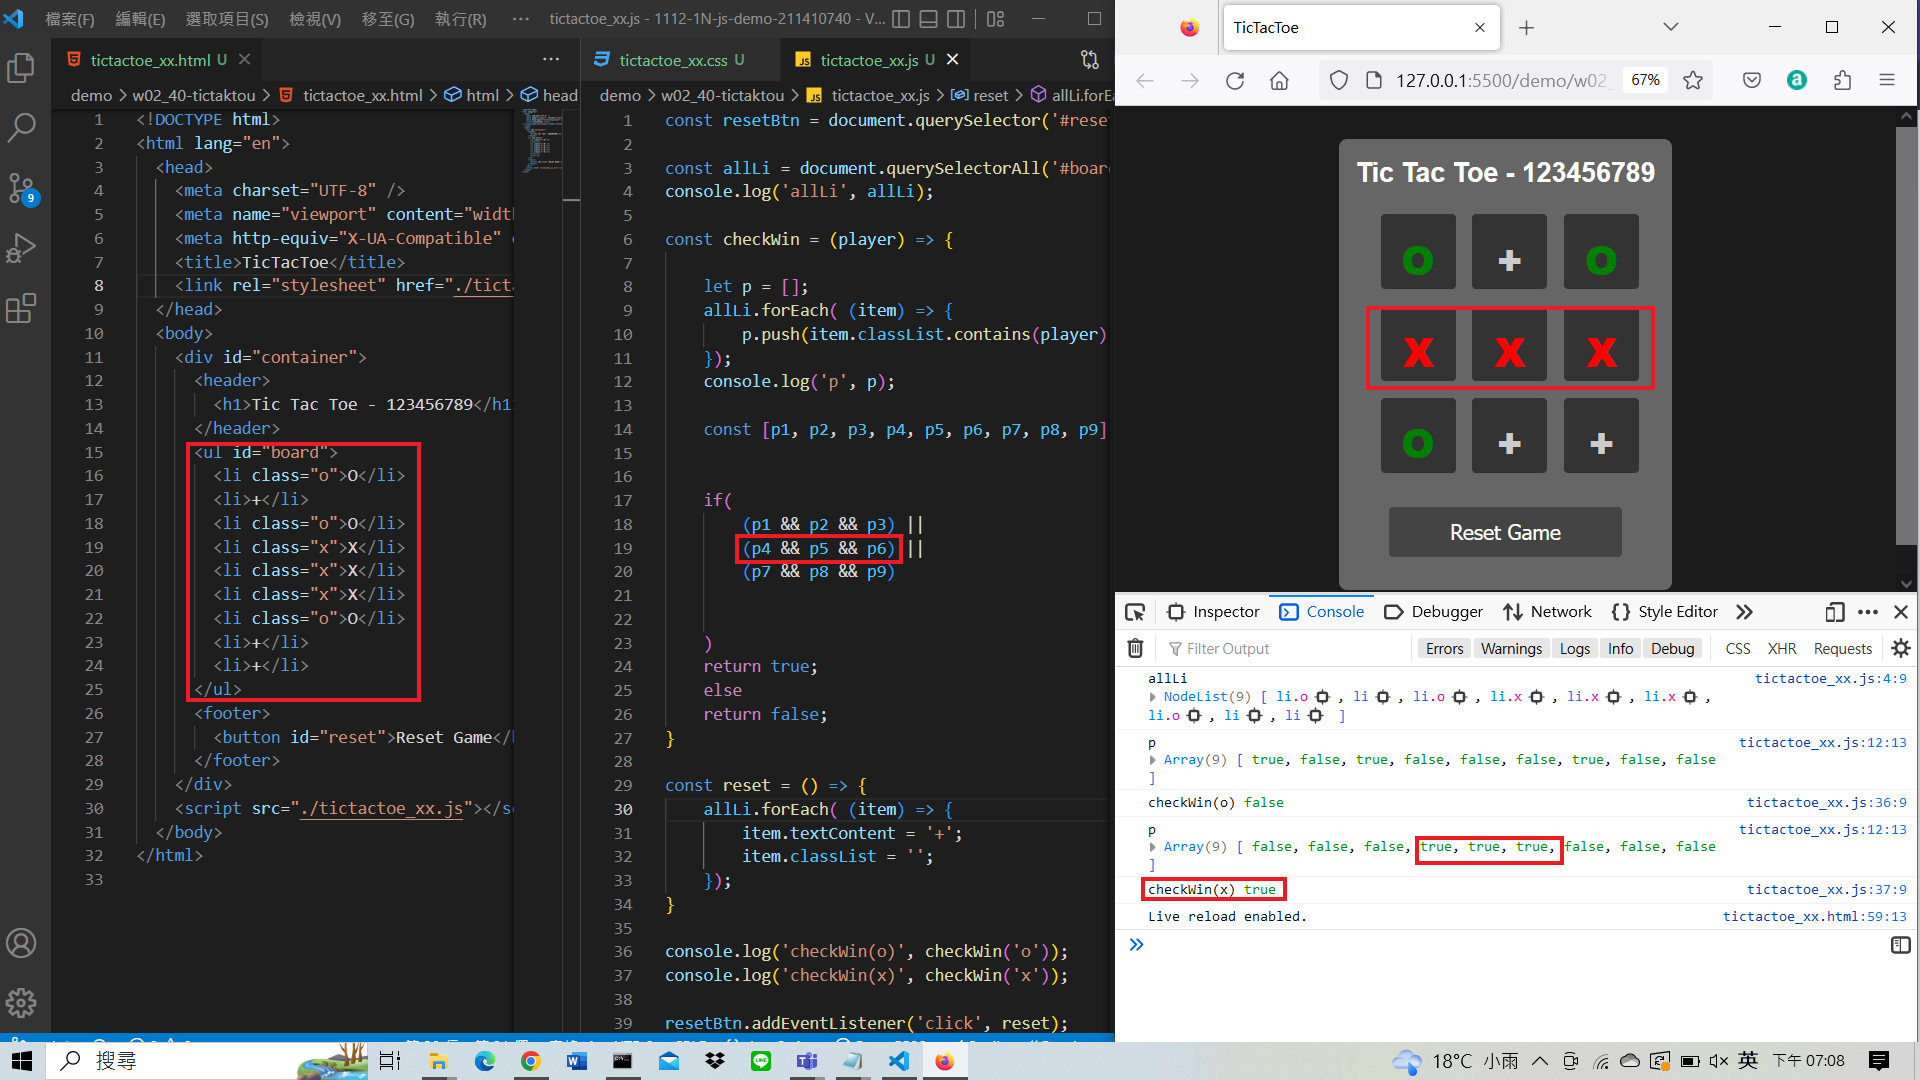 檔案(F) 編輯(E) 選取項目(S) 檢視(V) 移至(G) 執行(R) ··· tictactoe_xx.js - 1112-1N-js-demo-211410740 - V...
tictactoe_xx.html U
demo > w02_40-tictaktou > tictactoe_xx.html > html > head
1 <!DOCTYPE html>
2 <html lang="en">
3 <head>
4 <meta charset="UTF-8" />
5 <meta name="viewport" content="widt
6 <meta http-equiv="X-UA-Compatible"
7 <title>TicTacToe</title>
8 <link rel="stylesheet" href="./tict
9 </head>
10 <body>
11 <div id="container">
12 <header>
13 <h1>Tic Tac Toe - 123456789</h1
14 </header>
15 <ul id="board">
16 <li class="o">O</li>
17 <li>+</li>
18 <li class="o">O</li>
19 <li class="x">X</li>
20 <li class="x">X</li>
21 <li class="x">X</li>
22 <li class="o">O</li>
23 <li>+</li>
24 <li>+</li>
25 </ul>
26 <footer>
27 <button id="reset">Reset Game</
28 </footer>
29 </div>
30 <script src="./tictactoe_xx.js"></s
31 </body>
32 </html>
33
tictactoe_xx.css U
tictactoe_xx.js U
demo > w02_40-tictaktou > tictactoe_xx.js > reset > allLi.forEa
1 const resetBtn = document.querySelector('#rese
2
3 const allLi = document.querySelectorAll('#boar
4 console.log('allLi', allLi);
5
6 const checkWin = (player) => {
7
8 let p = [];
9 allLi.forEach( (item) => {
10 p.push(item.classList.contains(player)
11 });
12 console.log('p', p);
13
14 const [p1, p2, p3, p4, p5, p6, p7, p8, p9]
15
16
17 if(
18 (p1 && p2 && p3) ||
19 (p4 && p5 && p6) ||
20 (p7 && p8 && p9)
21
22
23 )
24 return true;
25 else
26 return false;
27 }
28
29 const reset = () => {
30 allLi.forEach( (item) => {
31 item.textContent = '+';
32 item.classList = '';
33 });
34 }
35
36 console.log('checkWin(o)', checkWin('o'));
37 console.log('checkWin(x)', checkWin('x'));
38
39 resetBtn.addEventListener('click', reset);
9
TicTacToe
127.0.0.1:5500/demo/w02_
67%
Tic Tac Toe - 123456789
O + O
X X X
O + +
Reset Game
Inspector Console Debugger Network Style Editor
Filter Output Errors Warnings Logs Info Debug CSS XHR Requests
allLi tictactoe_xx.js:4:9
NodeList(9) [ li.o , li , li.o , li.x , li.x , li.x ,
li.o , li , li ]
p tictactoe_xx.js:12:13
Array(9) [ true, false, true, false, false, false, true, false, false
]
checkWin(o) false tictactoe_xx.js:36:9
p tictactoe_xx.js:12:13
Array(9) [ false, false, false, true, true, true, false, false, false
]
checkWin(x) true tictactoe_xx.js:37:9
Live reload enabled. tictactoe_xx.html:59:13
搜尋
18°C 小雨 英 下午 07:08